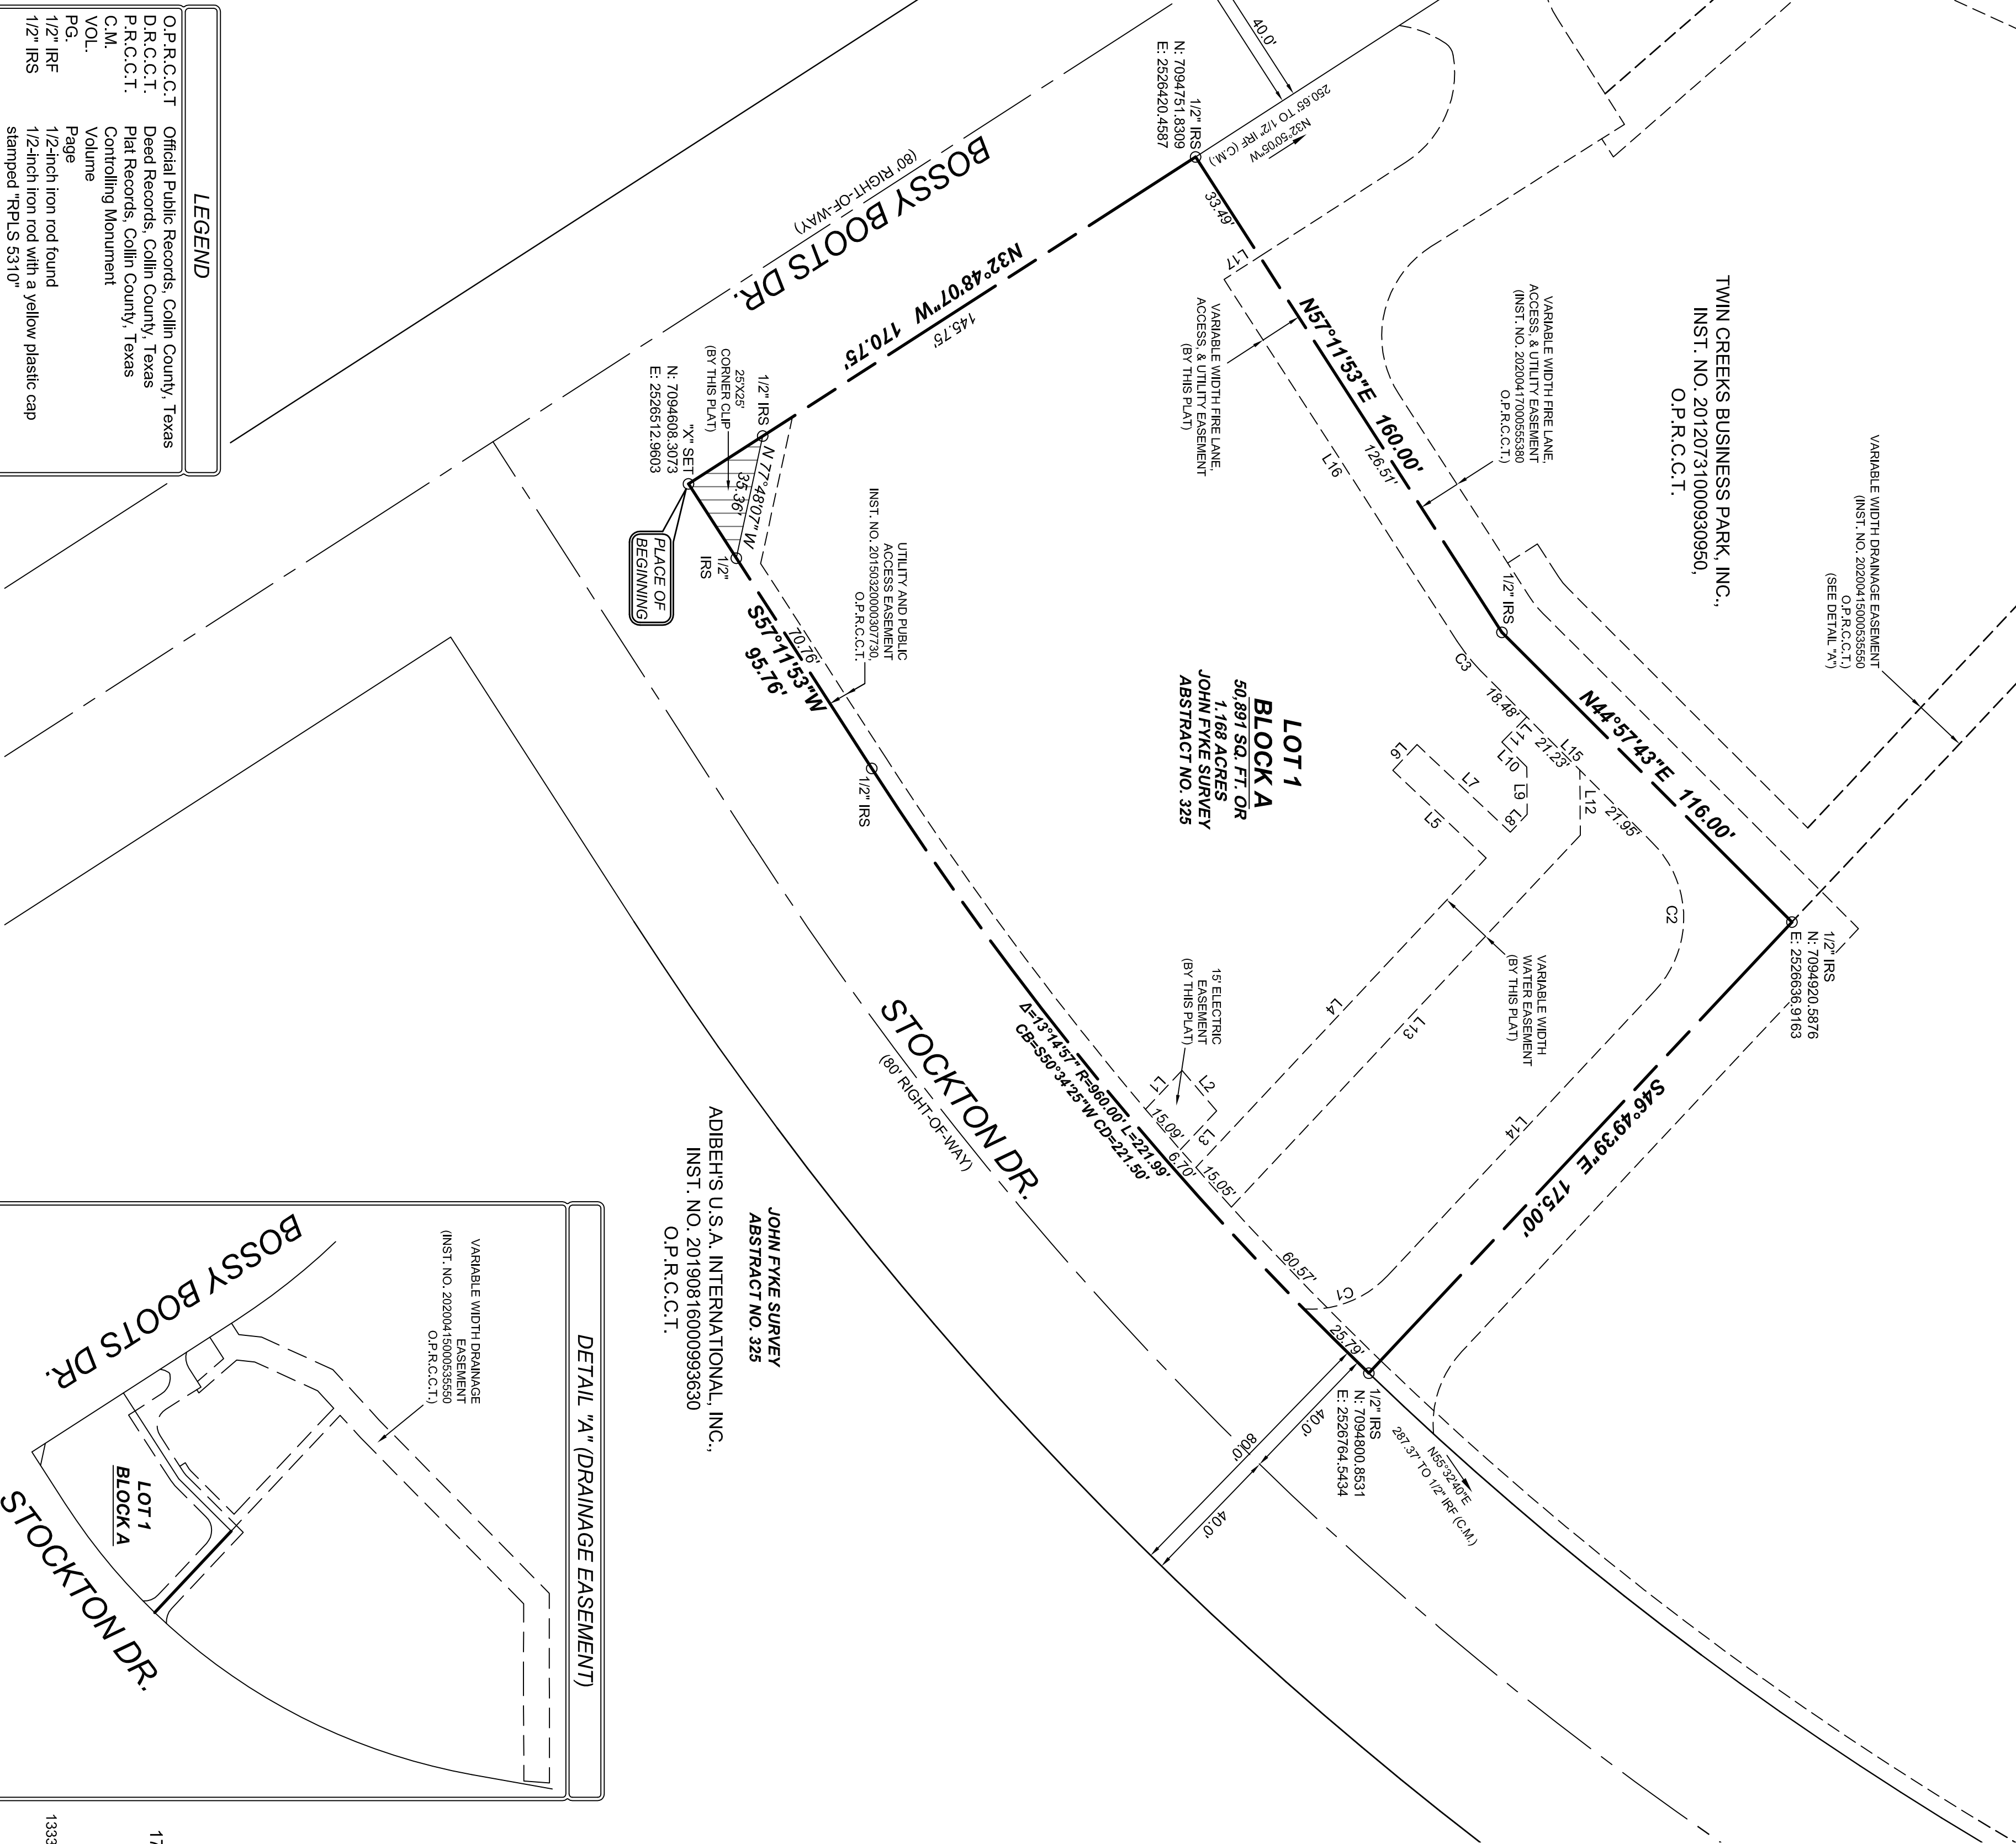 VARIABLE WIDTH DRAINAGE EASEMENT
(INST. NO. 20200415000535550
O.P.R.C.C.T.)
(SEE DETAIL "A")
TWIN CREEKS BUSINESS PARK, INC.,
INST. NO. 20120731000930950,
O.P.R.C.C.T.
VARIABLE WIDTH FIRE LANE,
ACCESS, & UTILITY EASEMENT
(INST. NO. 20200417000555380
O.P.R.C.C.T.)
40.0'
250.65' TO 1/2" IRF (C.M.)
N32°50'05"W
1/2" IRS
N: 7094751.8309
E: 2526420.4587
33.49'
L17
N57°11'53"E 160.00'
126.51'
L16
VARIABLE WIDTH FIRE LANE,
ACCESS, & UTILITY EASEMENT
(BY THIS PLAT)
1/2" IRS
C3
18.48'
L11
21.23'
L15
L10
L9
L8
L12
21.95'
L6
L7
L5
N44°57'43"E 116.00'
1/2" IRS
N: 7094920.5876
E: 2526636.9163
C2
VARIABLE WIDTH
WATER EASEMENT
(BY THIS PLAT)
S46°49'39"E 175.00'
L14
L13
L4
LOT 1
BLOCK A
50,891 SQ. FT. OR
1.168 ACRES
JOHN FYKE SURVEY
ABSTRACT NO. 325
15' ELECTRIC
EASEMENT
(BY THIS PLAT)
L1
L2
L3
15.09'
6.70'
15.05'
60.57'
C1
25.79'
1/2" IRS
N: 7094800.8531
E: 2526764.5434
N55°32'40"E
287.37' TO 1/2" IRF (C.M.)
40.0'
80.0'
40.0'
Δ=13°14'57" R=960.00' L=221.99'
CB=S50°34'25"W CD=221.50'
STOCKTON DR.
(80' RIGHT-OF-WAY)
1/2" IRS
UTILITY AND PUBLIC
ACCESS EASEMENT
INST. NO. 20150320000307730,
O.P.R.C.C.T.
70.76'
S57°11'53"W
95.76'
BOSSY BOOTS DR.
(80' RIGHT-OF-WAY)
N32°48'07"W 170.75'
145.75'
1/2" IRS
25'X25'
CORNER CLIP
(BY THIS PLAT)
N 77°48'07" W
35.36'
"X" SET
N: 7094608.3073
E: 2526512.9603
1/2"
IRS
PLACE OF
BEGINNING
JOHN FYKE SURVEY
ABSTRACT NO. 325
ADIBEH'S U.S.A. INTERNATIONAL, INC.,
INST. NO. 20190816000993630
O.P.R.C.C.T.
LEGEND
O.P.R.C.C.T Official Public Records, Collin County, Texas
D.R.C.C.T. Deed Records, Collin County, Texas
P.R.C.C.T. Plat Records, Collin County, Texas
C.M. Controlling Monument
VOL. Volume
PG. Page
1/2" IRF 1/2-inch iron rod found
1/2" IRS 1/2-inch iron rod with a yellow plastic cap
stamped "RPLS 5310"
DETAIL "A" (DRAINAGE EASEMENT)
VARIABLE WIDTH DRAINAGE
EASEMENT
(INST. NO. 20200415000535550
O.P.R.C.C.T.)
BOSSY BOOTS DR.
LOT 1
BLOCK A
STOCKTON DR.
17
1333